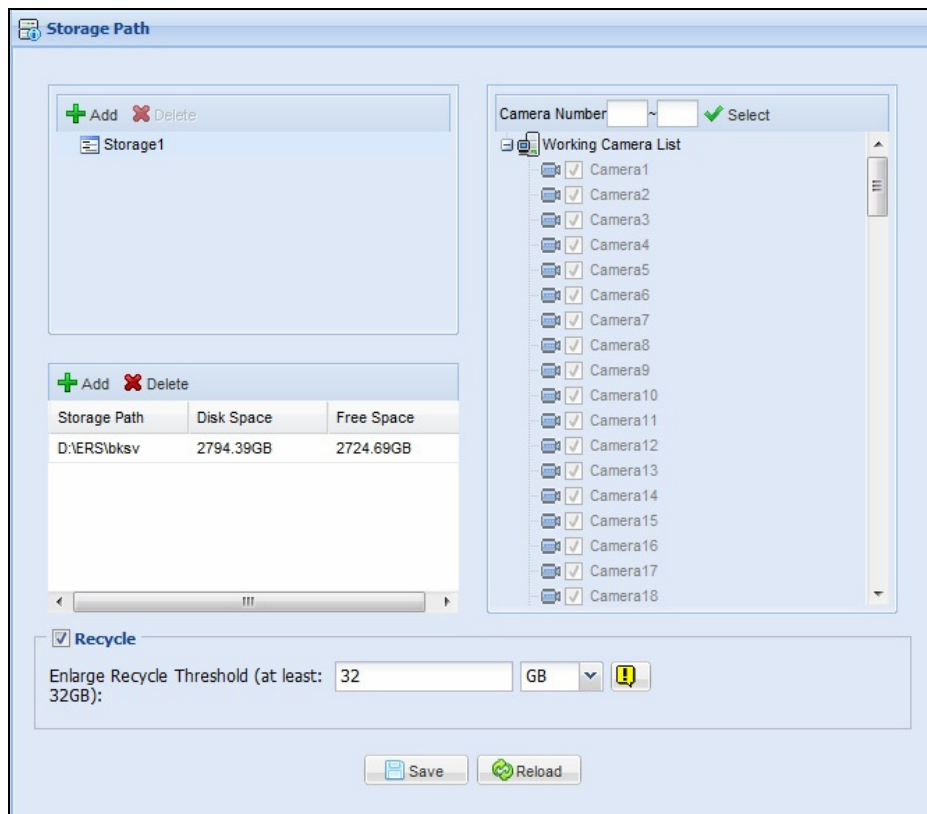 Storage Path
Add Delete
Storage1
Add Delete
Storage Path Disk Space Free Space
D:\ERS\bksv 2794.39GB 2724.69GB
Camera Number ~ Select
Working Camera List
Camera1
Camera2
Camera3
Camera4
Camera5
Camera6
Camera7
Camera8
Camera9
Camera10
Camera11
Camera12
Camera13
Camera14
Camera15
Camera16
Camera17
Camera18
Recycle
Enlarge Recycle Threshold (at least: 32 GB
32GB):
Save Reload